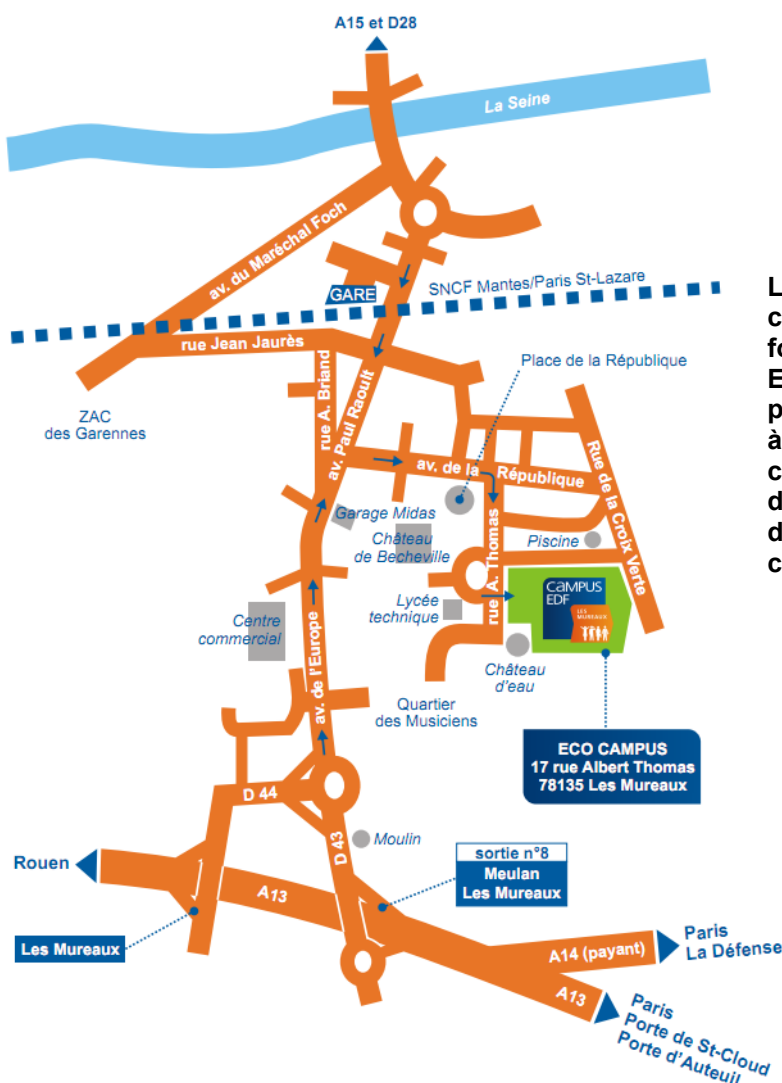 A15 et D28
La Seine
av. du Maréchal Foch
GARE
SNCF Mantes/Paris St-Lazare
rue Jean Jaurès
Place de la République
ZAC
des Garennes
rue A. Briand
av. Paul Raoult
av. de la République
Rue de la Croix Verte
Garage Midas
Château
de Becheville
rue A. Thomas
Piscine
CAMPUS
EDF
LES
MUREAUX
Lycée
technique
Centre
commercial
av. de l'Europe
Château
d'eau
Quartier
des Musiciens
ECO CAMPUS
17 rue Albert Thomas
78135 Les Mureaux
D 44
D 43
Moulin
sortie n°8
Meulan
Les Mureaux
Rouen
A13
Les Mureaux
A14 (payant)
Paris
La Défense
A13
Paris
Porte de St-Cloud
Porte d'Auteuil